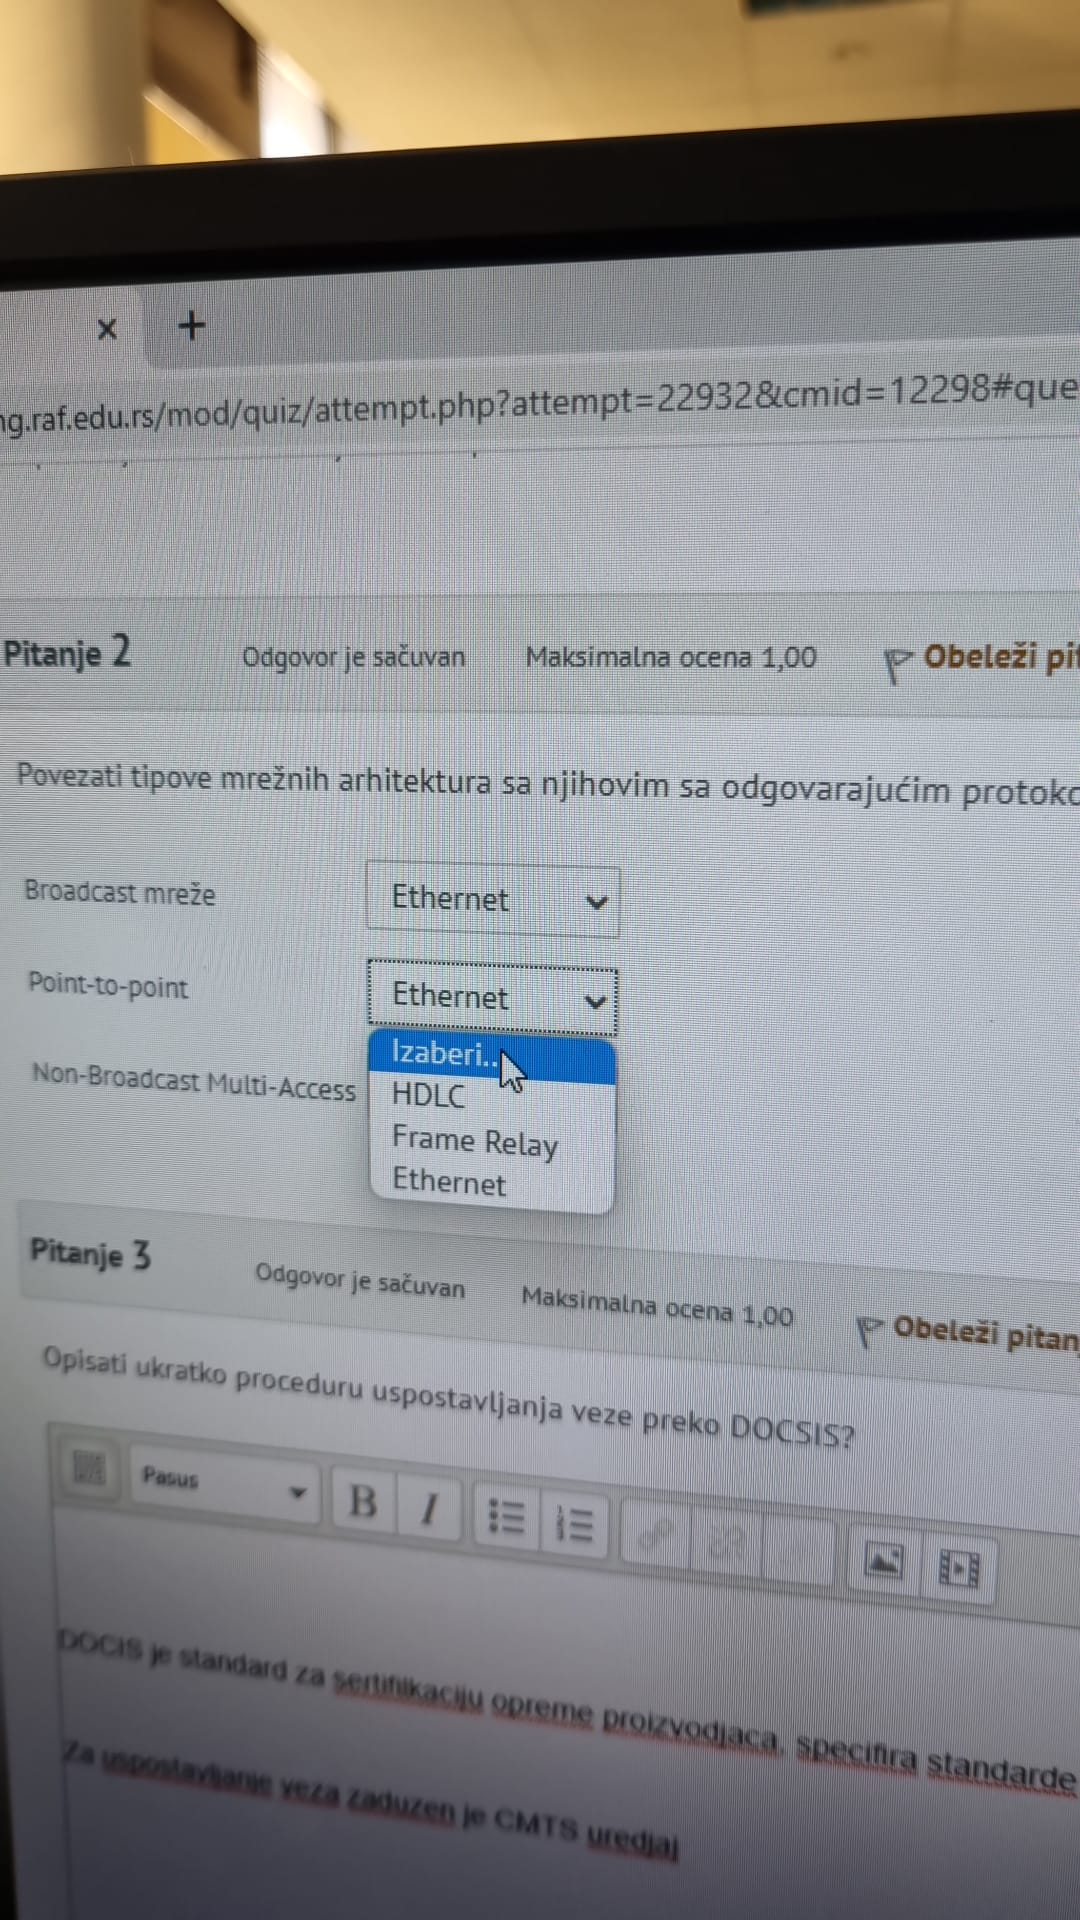 ng.raf.edu.rs/mod/quiz/attempt.php?attempt=22932&cmid=12298#que
Pitanje 2
Odgovor je sačuvan
Maksimalna ocena 1,00
Obeleži pit
Povezati tipove mrežnih arhitektura sa njihovim sa odgovarajućim protoko
Broadcast mreže
Ethernet
Point-to-point
Ethernet
Izaberi...
Non-Broadcast Multi-Access
HDLC
Frame Relay
Ethernet
Pitanje 3
Odgovor je sačuvan
Maksimalna ocena 1,00
Obeleži pitan
Opisati ukratko proceduru uspostavljanja veze preko DOCSIS?
Pasus
B
I
DOCIS je standard za sertifiikaciju opreme proizvodjaca, specifira standarde
Za uspostavljanje veza zaduzen je CMTS uredjaj